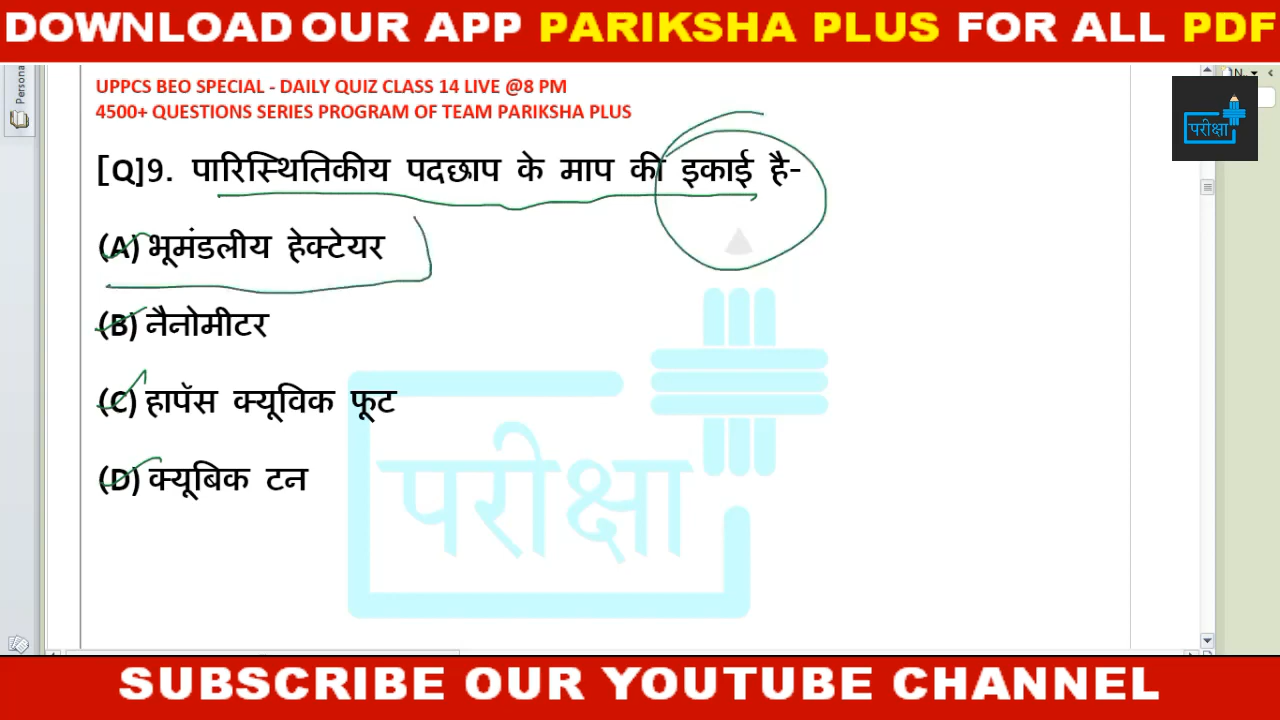 DOWNLOAD OUR APP PARIKSHA PLUS FOR ALL PDF
Persona
N..
UPPCS BEO SPECIAL - DAILY QUIZ CLASS 14 LIVE @8 PM
4500+ QUESTIONS SERIES PROGRAM OF TEAM PARIKSHA PLUS
परीक्षा
[Q]9. पारिस्थितिकीय पदछाप के माप की इकाई है-
(A) भूमंडलीय हेक्टेयर
(B) नैनोमीटर
(C) हापॅस क्यूविक फूट
(D) क्यूबिक टन
परीक्षा
SUBSCRIBE OUR YOUTUBE CHANNEL